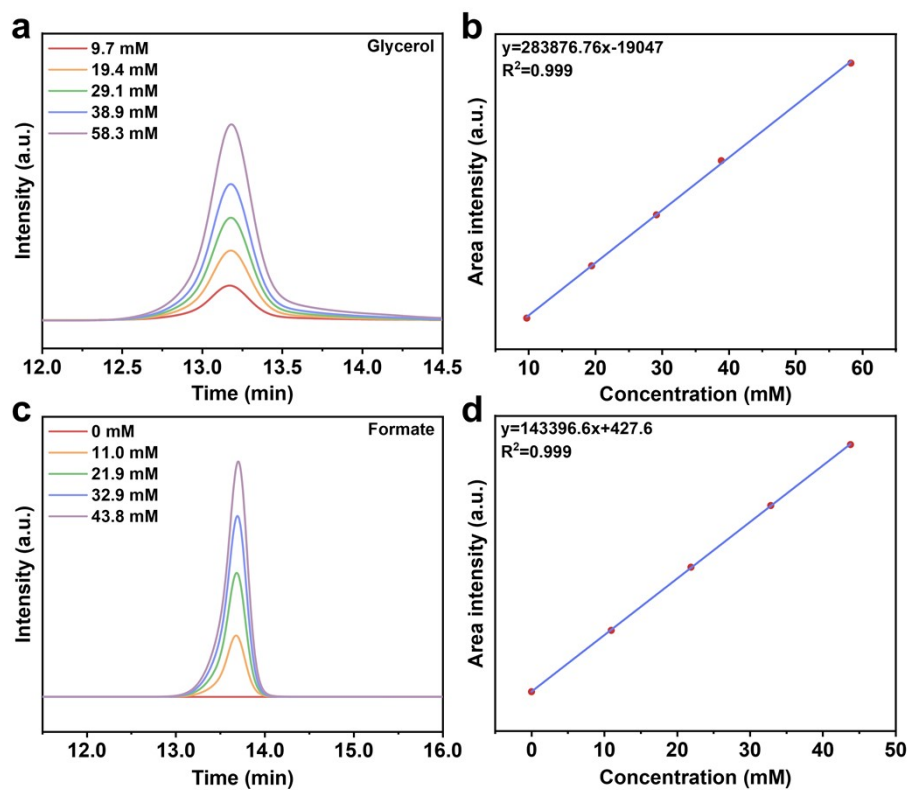 a
Glycerol
9.7 mM
19.4 mM
29.1 mM
38.9 mM
58.3 mM
Intensity (a.u.)
12.0 12.5 13.0 13.5 14.0 14.5
Time (min)
b
y=283876.76x-19047
R²=0.999
Area intensity (a.u.)
10 20 30 40 50 60
Concentration (mM)
c
Formate
0 mM
11.0 mM
21.9 mM
32.9 mM
43.8 mM
Intensity (a.u.)
12.0 13.0 14.0 15.0 16.0
Time (min)
d
y=143396.6x+427.6
R²=0.999
Area intensity (a.u.)
0 10 20 30 40 50
Concentration (mM)